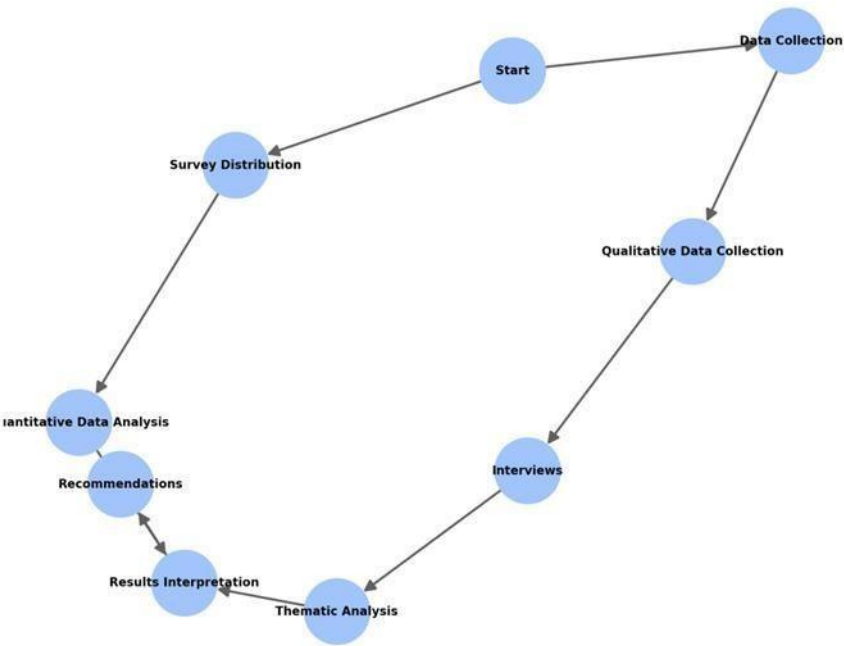 Data Collection
Start
Survey Distribution
Qualitative Data Collection
uantitative Data Analysis
Interviews
Recommendations
Results Interpretation
Thematic Analysis